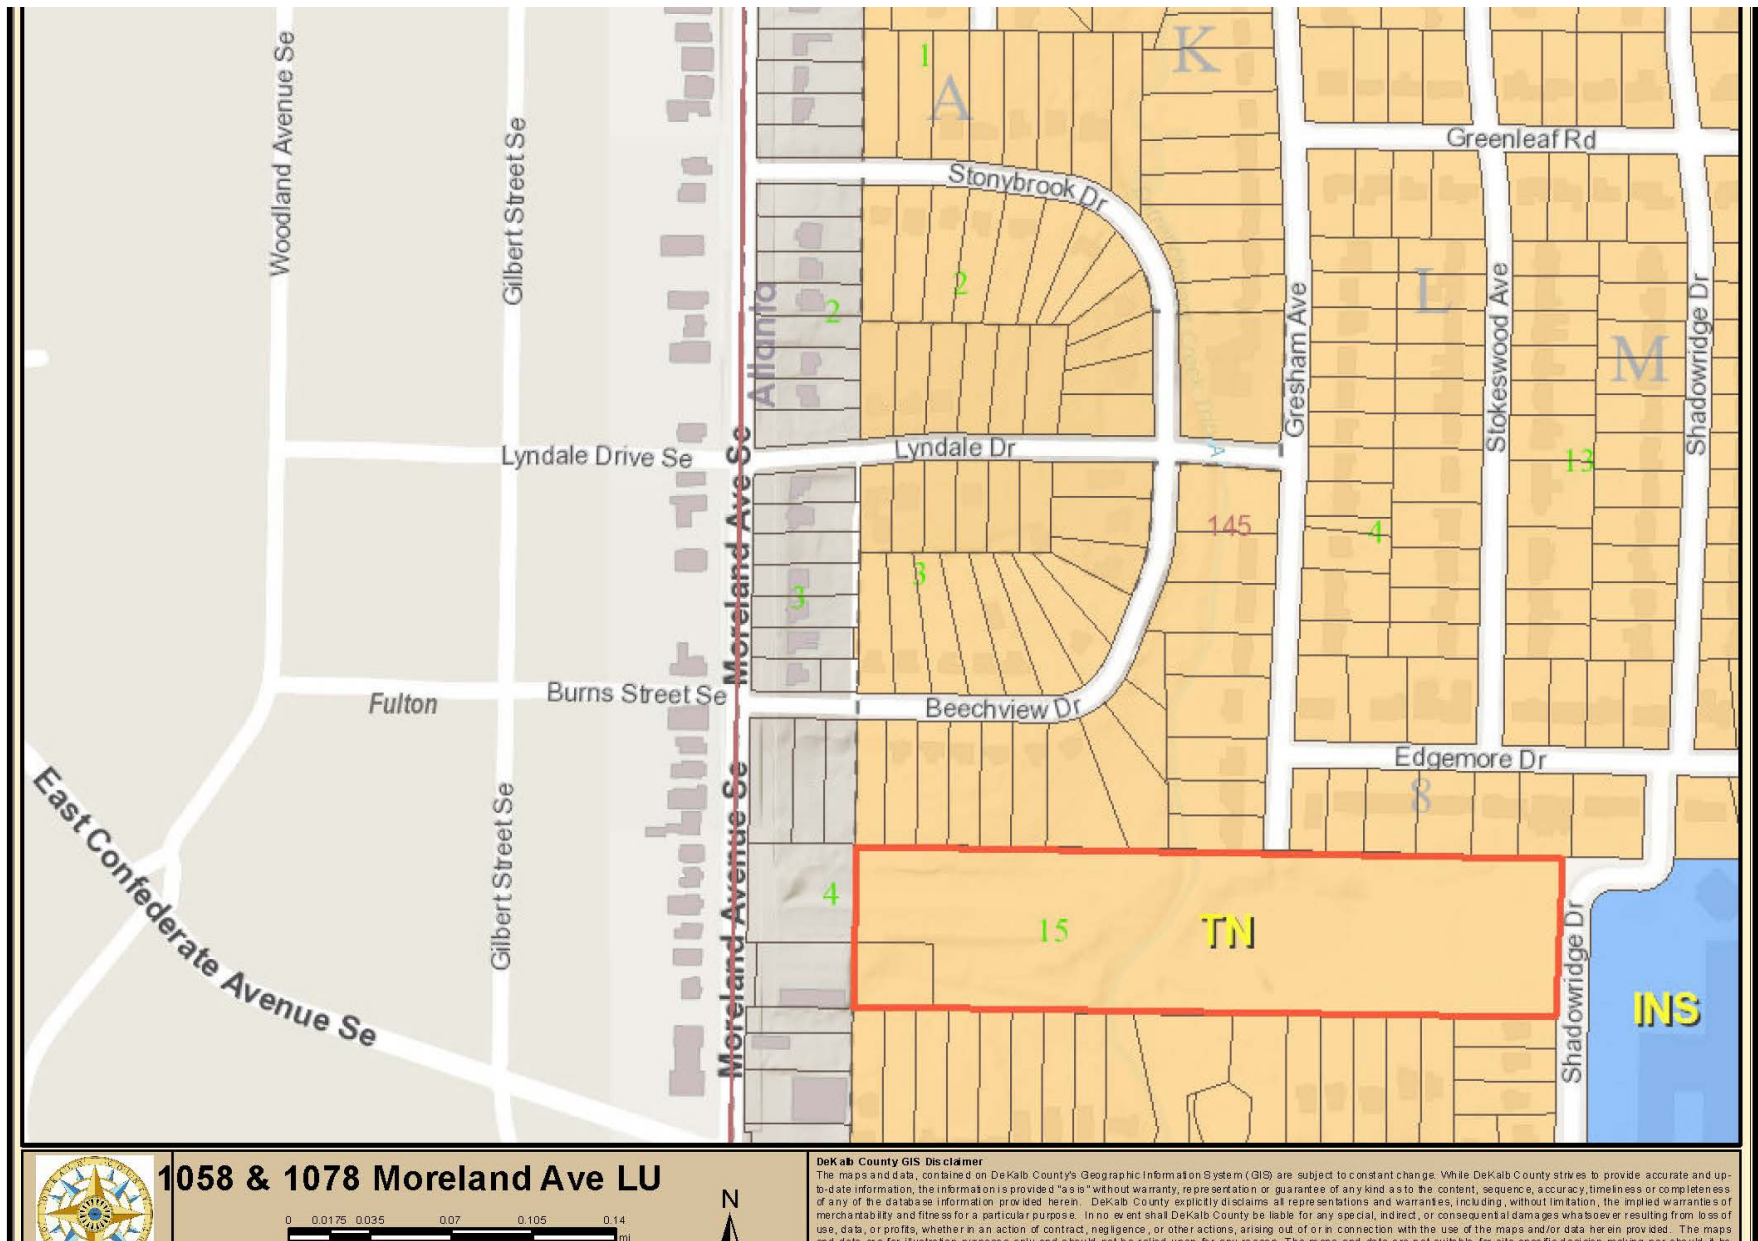 Woodland Avenue Se
Gilbert Street Se
1
A
K
Greenleaf Rd
Stonybrook Dr
2
2
Atlanta
Gresham Ave
L
Stokeswood Ave
M
Shadowridge Dr
Lyndale Drive Se
Moreland Ave Se
Lyndale Dr
A
13
145
4
3
3
Fulton
Burns Street Se
Beechview Dr
Edgemore Dr
8
East Confederate Avenue Se
Gilbert Street Se
Moreland Avenue Se
4
15
TN
Shadowridge Dr
INS
1058 & 1078 Moreland Ave LU
0 0.0175 0.035 0.07 0.105 0.14
mi
N
DeKalb County GIS Disclaimer
The maps and data, contained on DeKalb County's Geographic Information System (GIS) are subject to constant change. While DeKalb County strives to provide accurate and up-
to-date information, the information is provided "as is" without warranty, representation or guarantee of any kind as to the content, sequence, accuracy, timeliness or completeness
of any of the database information provided herein. DeKalb County explicitly disclaims all representations and warranties, including, without limitation, the implied warranties of
merchantability and fitness for a particular purpose. In no event shall DeKalb County be liable for any special, indirect, or consequential damages whatsoever resulting from loss of
use, data, or profits, whether in an action of contract, negligence, or other actions, arising out of or in connection with the use of the maps and/or data herein provided. The maps